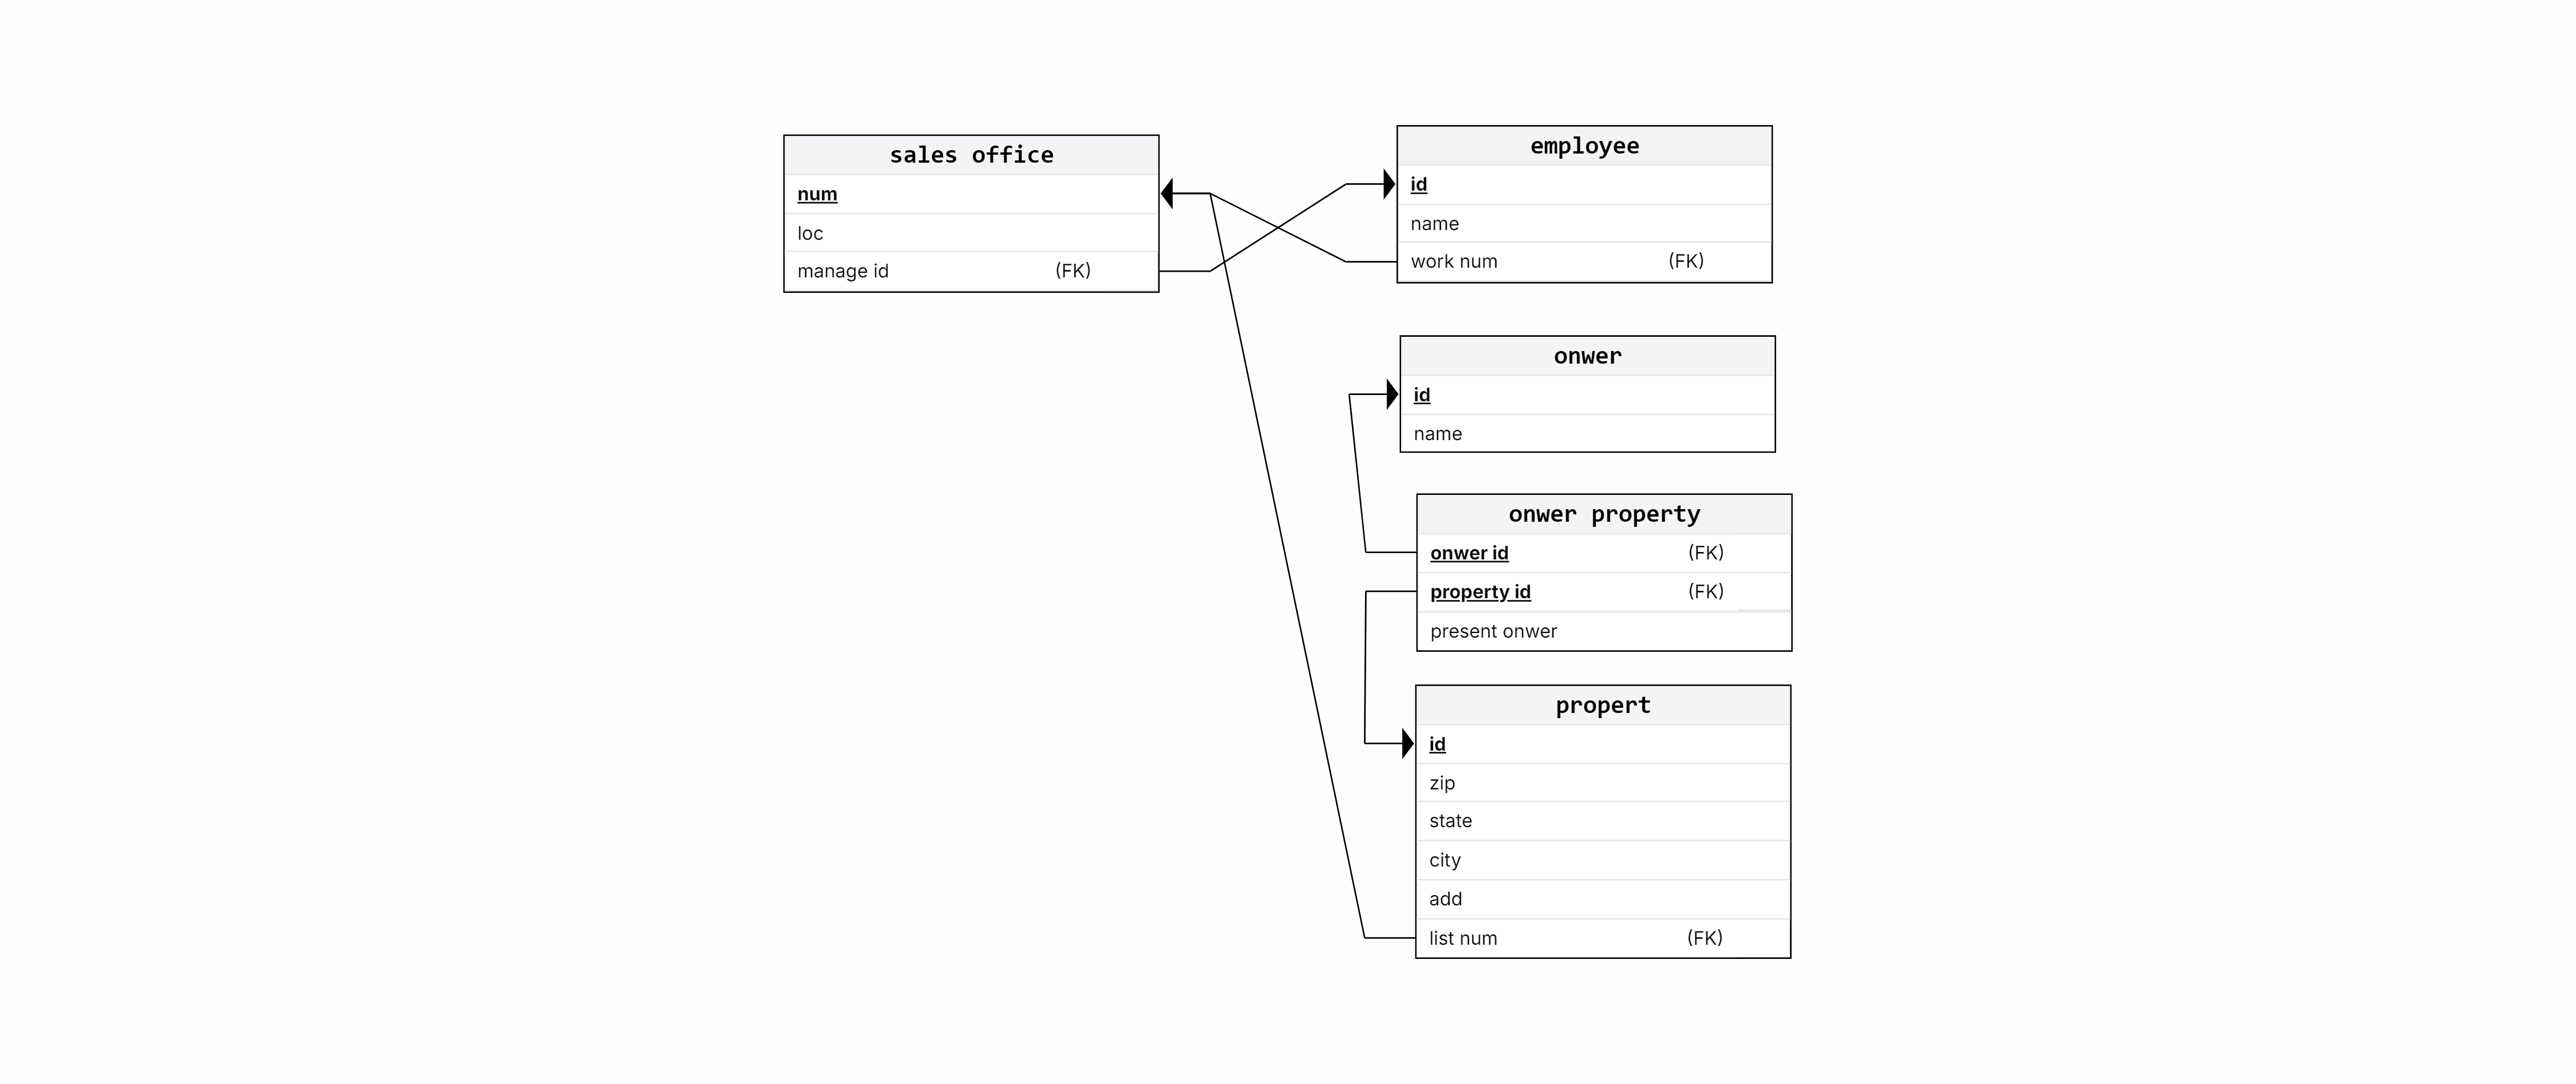 sales office
num
loc
manage id (FK)
employee
id
name
work num (FK)
onwer
id
name
onwer property
onwer id (FK)
property id (FK)
present onwer
propert
id
zip
state
city
add
list num (FK)